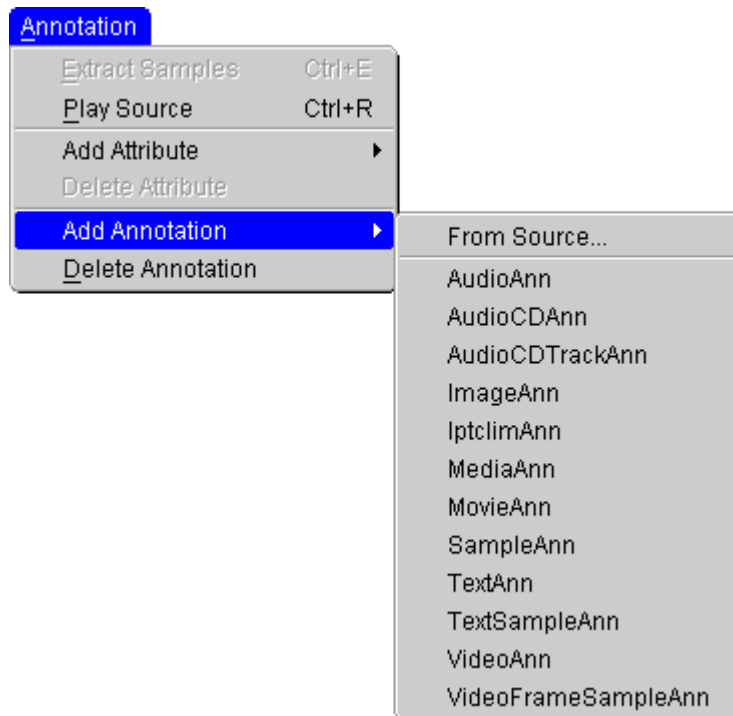 Annotation
Extract Samples Ctrl+E
Play Source Ctrl+R
Add Attribute
Delete Attribute
Add Annotation
Delete Annotation
From Source...
AudioAnn
AudioCDAnn
AudioCDTrackAnn
ImageAnn
IptclimAnn
MediaAnn
MovieAnn
SampleAnn
TextAnn
TextSampleAnn
VideoAnn
VideoFrameSampleAnn